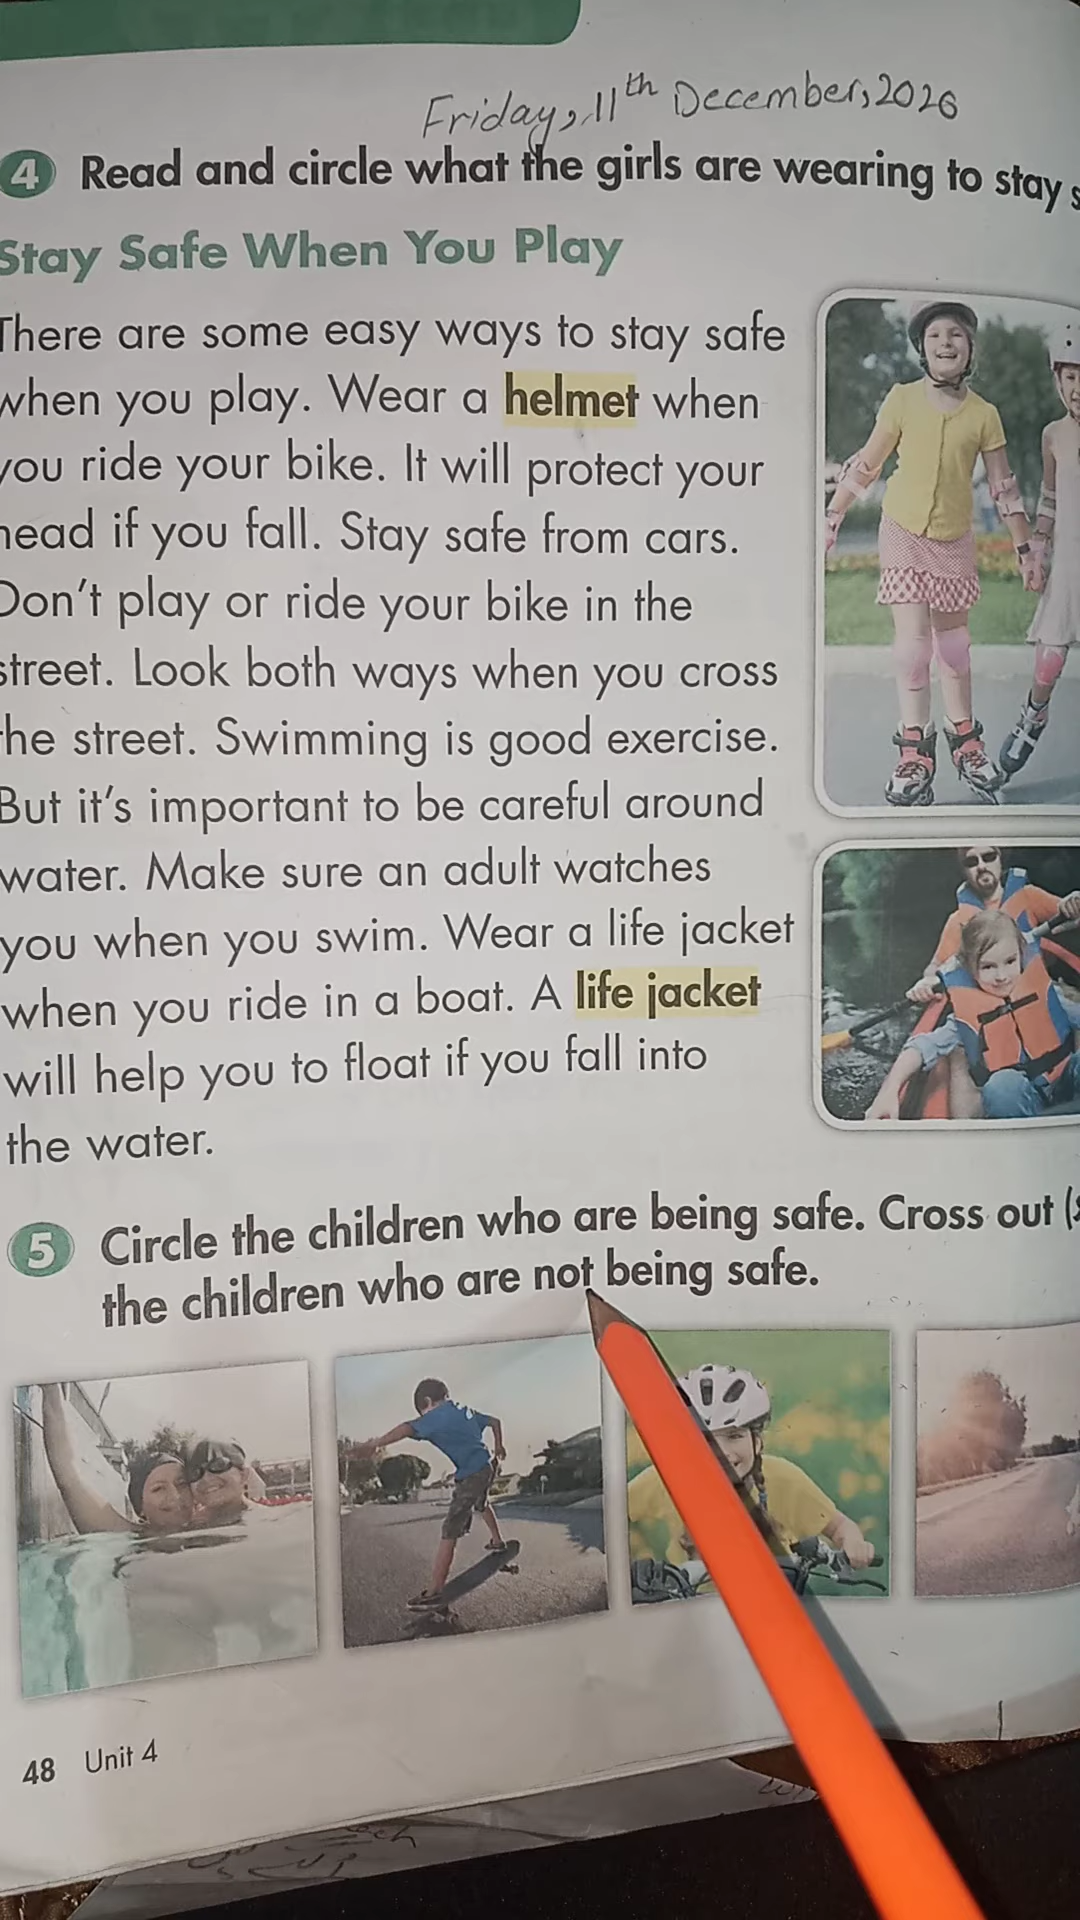 Friday, 11th December, 2026
4 Read and circle what the girls are wearing to stay s
Stay Safe When You Play
There are some easy ways to stay safe
when you play. Wear a helmet when
you ride your bike. It will protect your
head if you fall. Stay safe from cars.
Don't play or ride your bike in the
street. Look both ways when you cross
the street. Swimming is good exercise.
But it's important to be careful around
water. Make sure an adult watches
you when you swim. Wear a life jacket
when you ride in a boat. A life jacket
will help you to float if you fall into
the water.
5 Circle the children who are being safe. Cross out (
the children who are not being safe.
48 Unit 4